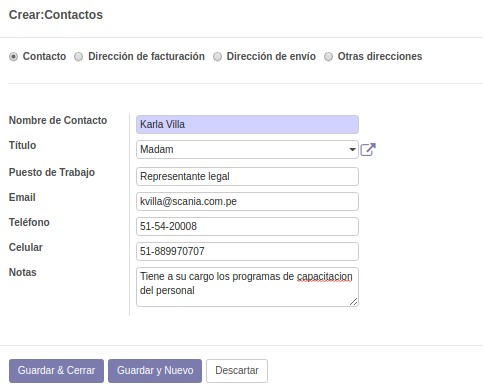 Crear:Contactos
Contacto Dirección de facturación Dirección de envío Otras direcciones
Nombre de Contacto Karla Villa
Título Madam
Puesto de Trabajo Representante legal
Email kvilla@scania.com.pe
Teléfono 51-54-20008
Celular 51-889970707
Notas Tiene a su cargo los programas de capacitacion
del personal
Guardar & Cerrar Guardar y Nuevo Descartar